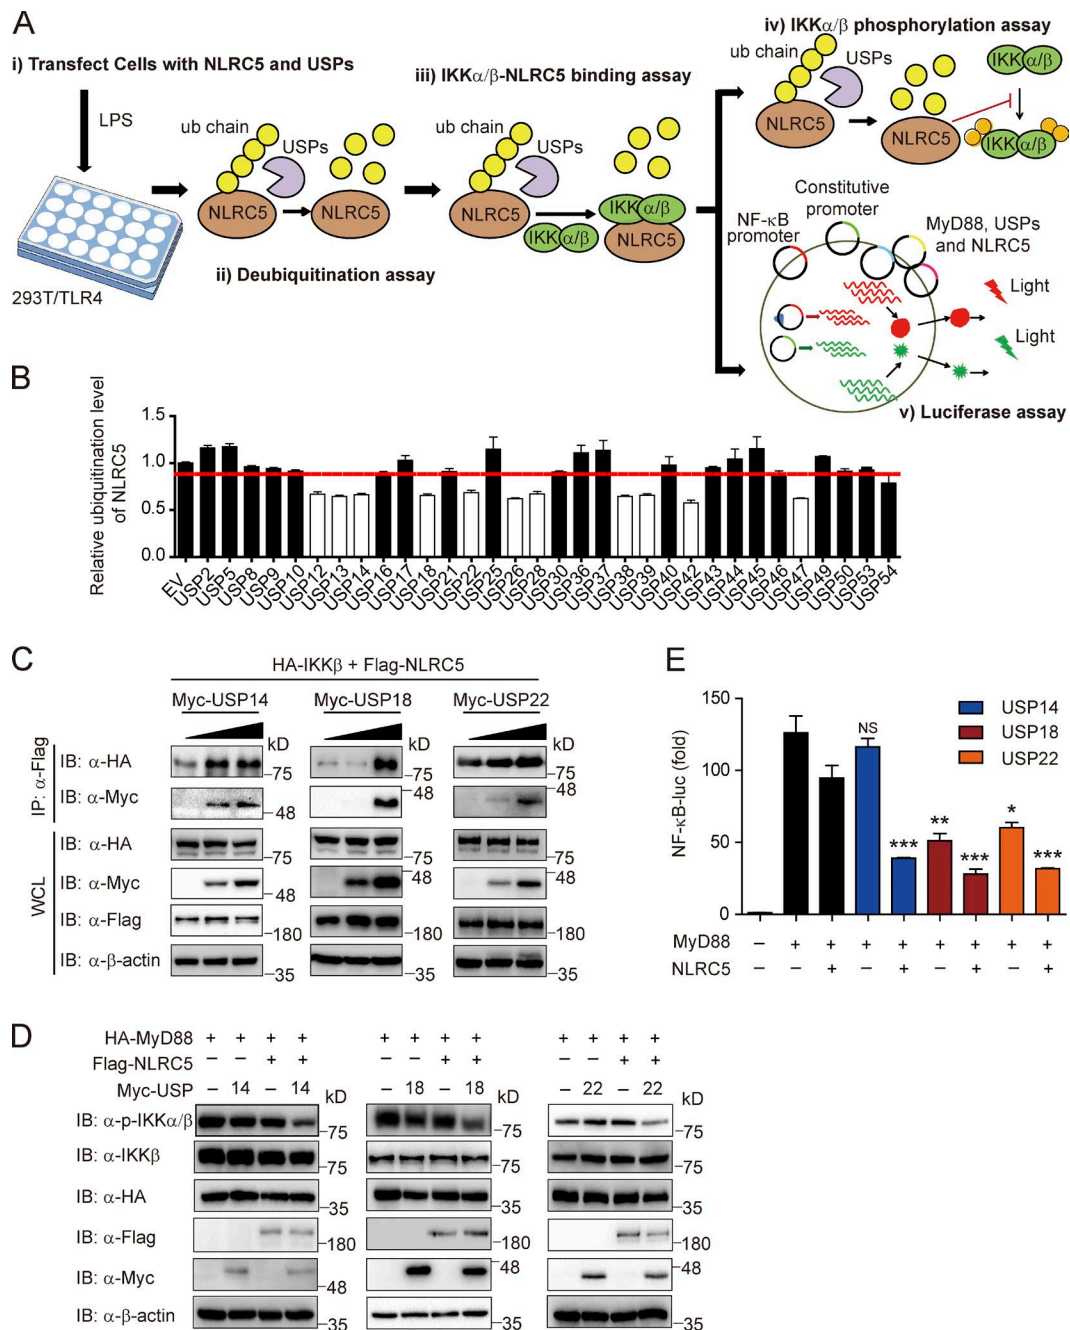 A
i) Transfect Cells with NLRC5 and USPs
LPS
293T/TLR4
ub chain
USPs
NLRC5
NLRC5
ii) Deubiquitination assay
iii) IKKα/β-NLRC5 binding assay
ub chain
USPs
NLRC5
IKK α/β
IKK α/β
NLRC5
iv) IKKα/β phosphorylation assay
ub chain
USPs
NLRC5
NLRC5
IKK α/β
IKK α/β
Constitutive
promoter
NF-κB
promoter
MyD88, USPs
and NLRC5
Light
Light
v) Luciferase assay
B
Relative ubiquitination level
of NLRC5
1.5
1.0
0.5
0.0
EV USP2 USP5 USP8 USP9 USP10 USP12 USP13 USP14 USP16 USP17 USP18 USP21 USP22 USP25 USP26 USP28 USP30 USP36 USP37 USP38 USP39 USP40 USP42 USP43 USP44 USP45 USP46 USP47 USP49 USP50 USP53 USP54
C
HA-IKKβ + Flag-NLRC5
Myc-USP14 Myc-USP18 Myc-USP22
kD kD kD
IP: α-Flag
IB: α-HA
75 75 75
IB: α-Myc
48 48 48
WCL
IB: α-HA
75 75 75
IB: α-Myc
48 48 48
IB: α-Flag
180 180 180
IB: α-β-actin
35 35 35
E
NF-κB-luc (fold)
150
100
50
0
USP14
USP18
USP22
NS *** ** *** * ***
MyD88 – + + + + + + + +
NLRC5 – – + – + – + – +
D
HA-MyD88 + + + + + + + + + + + +
Flag-NLRC5 – – + + – – + + – – + +
Myc-USP – 14 – 14 – 18 – 18 – 22 – 22
kD kD kD
IB: α-p-IKKα/β
75 75 75
IB: α-IKKβ
75 75 75
IB: α-HA
35 35 35
IB: α-Flag
180 180 180
IB: α-Myc
48 48 48
IB: α-β-actin
35 35 35